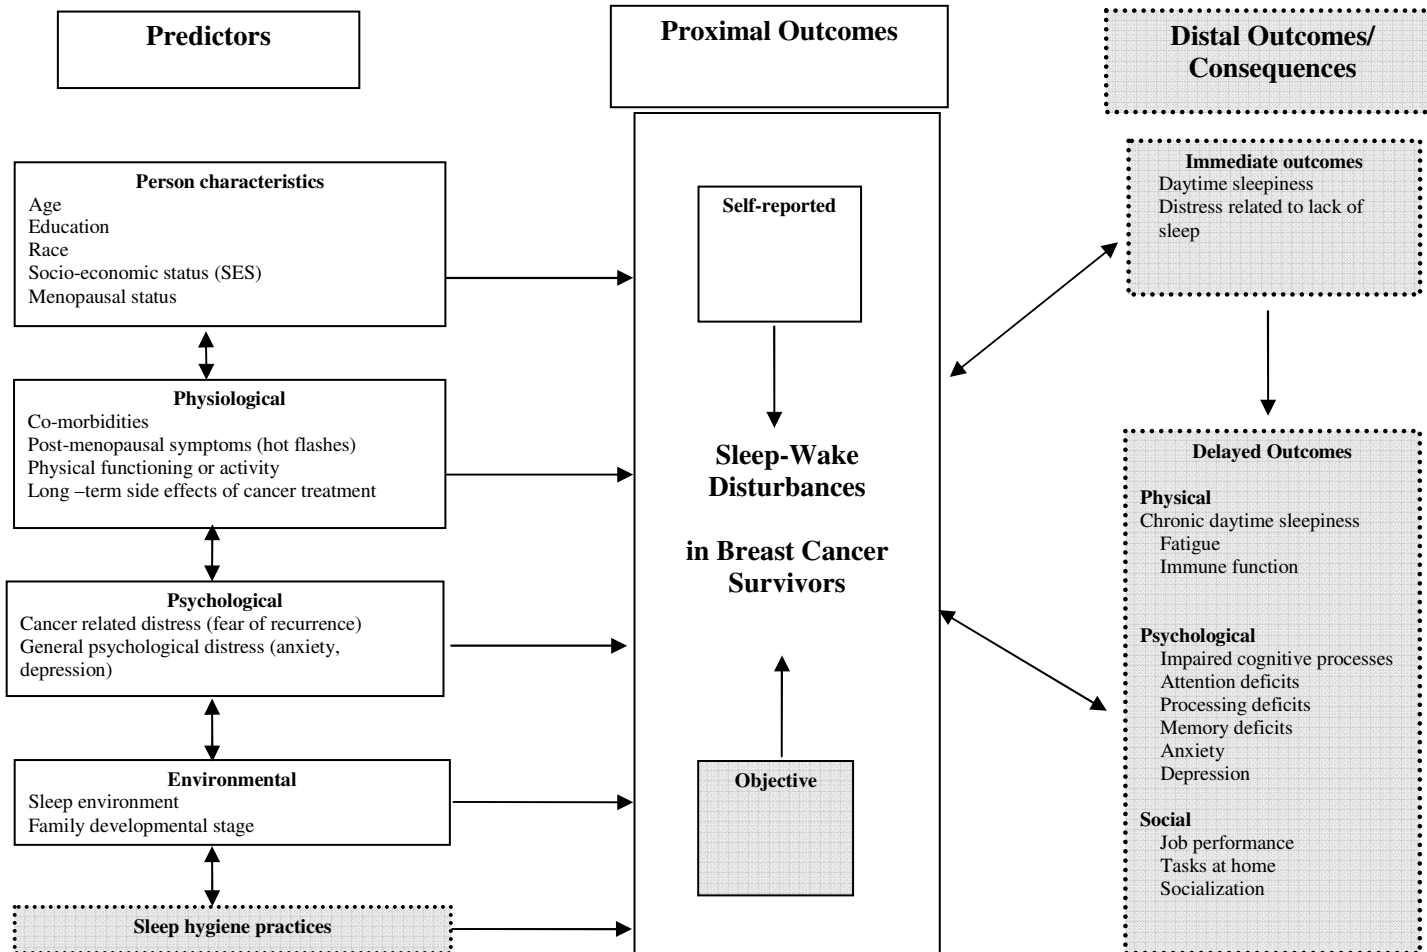 Predictors
Proximal Outcomes
Distal Outcomes/
Consequences
Person characteristics
Age
Education
Race
Socio-economic status (SES)
Menopausal status
Physiological
Co-morbidities
Post-menopausal symptoms (hot flashes)
Physical functioning or activity
Long –term side effects of cancer treatment
Psychological
Cancer related distress (fear of recurrence)
General psychological distress (anxiety,
depression)
Environmental
Sleep environment
Family developmental stage
Sleep hygiene practices
Self-reported
Sleep-Wake
Disturbances
in Breast Cancer
Survivors
Objective
Immediate outcomes
Daytime sleepiness
Distress related to lack of
sleep
Delayed Outcomes
Physical
Chronic daytime sleepiness
Fatigue
Immune function
Psychological
Impaired cognitive processes
Attention deficits
Processing deficits
Memory deficits
Anxiety
Depression
Social
Job performance
Tasks at home
Socialization